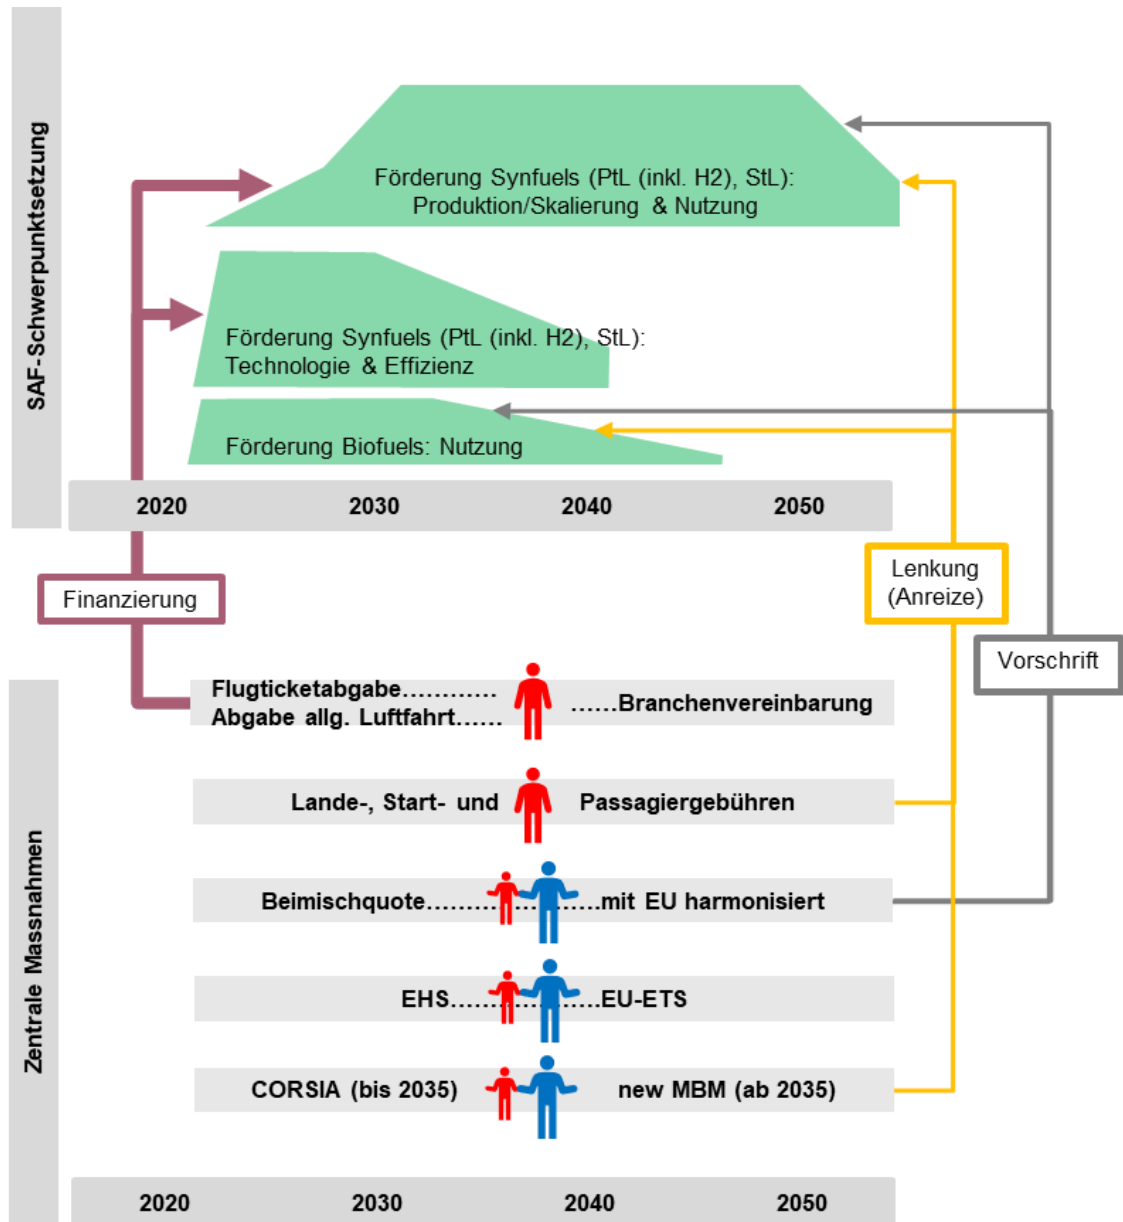 SAF-Schwerpunktsetzung
Förderung Synfuels (PtL (inkl. H2), StL):
Produktion/Skalierung & Nutzung
Förderung Synfuels (PtL (inkl. H2), StL):
Technologie & Effizienz
Förderung Biofuels: Nutzung
2020 2030 2040 2050
Finanzierung
Lenkung
(Anreize)
Vorschrift
Zentrale Massnahmen
Flugticketabgabe............ ......Branchenvereinbarung
Abgabe allg. Luftfahrt......
Lande-, Start- und Passagiergebühren
Beimischquote......................mit EU harmonisiert
EHS...................EU-ETS
CORSIA (bis 2035) new MBM (ab 2035)
2020 2030 2040 2050